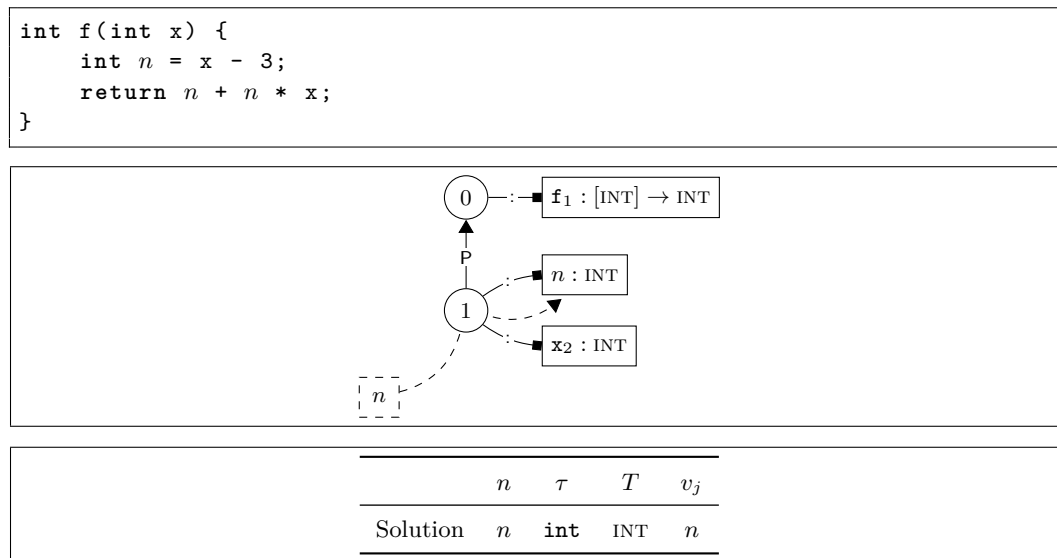 int f(int x) {
int n = x - 3;
return n + n * x;
}
0 : f₁ : [INT] → INT
P
: n : INT
1
: x₂ : INT
n
n τ T vⱼ
Solution n int INT n